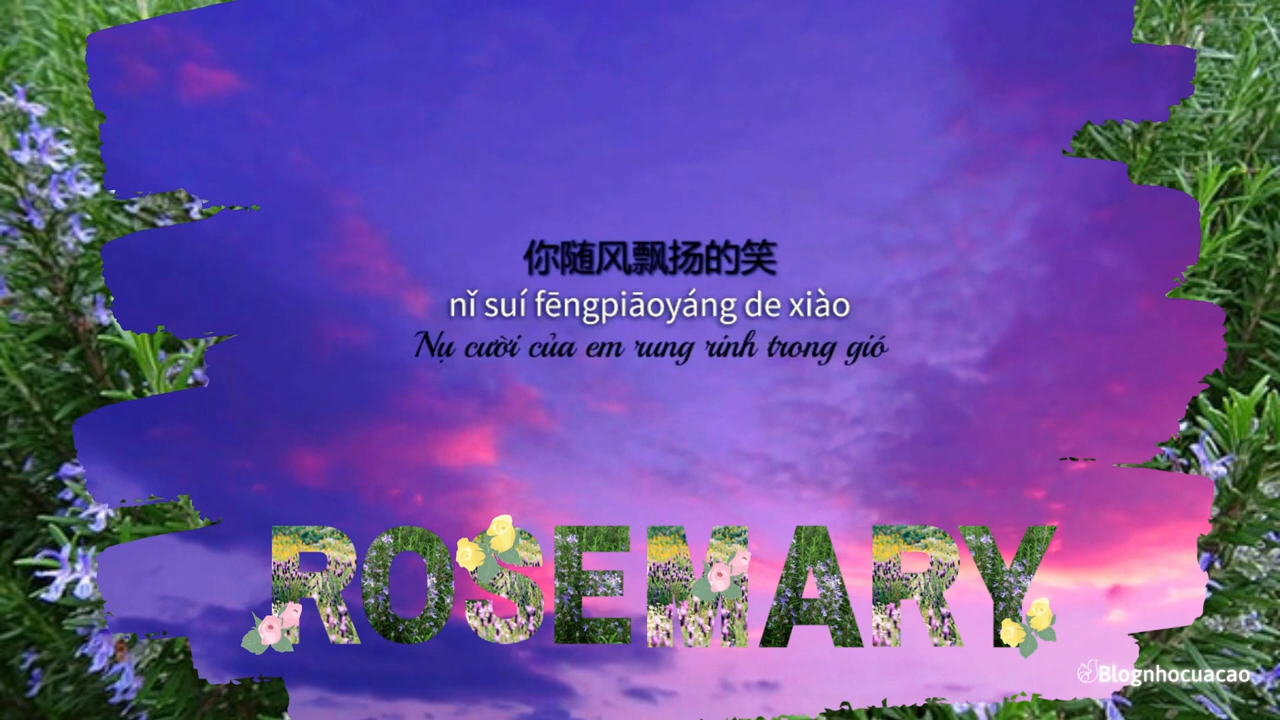 你随风飘扬的笑
nǐ suí fēngpiāoyáng de xiào
Nụ cười của em rung rinh trong gió
ROSEMARY
Blognhocuacao